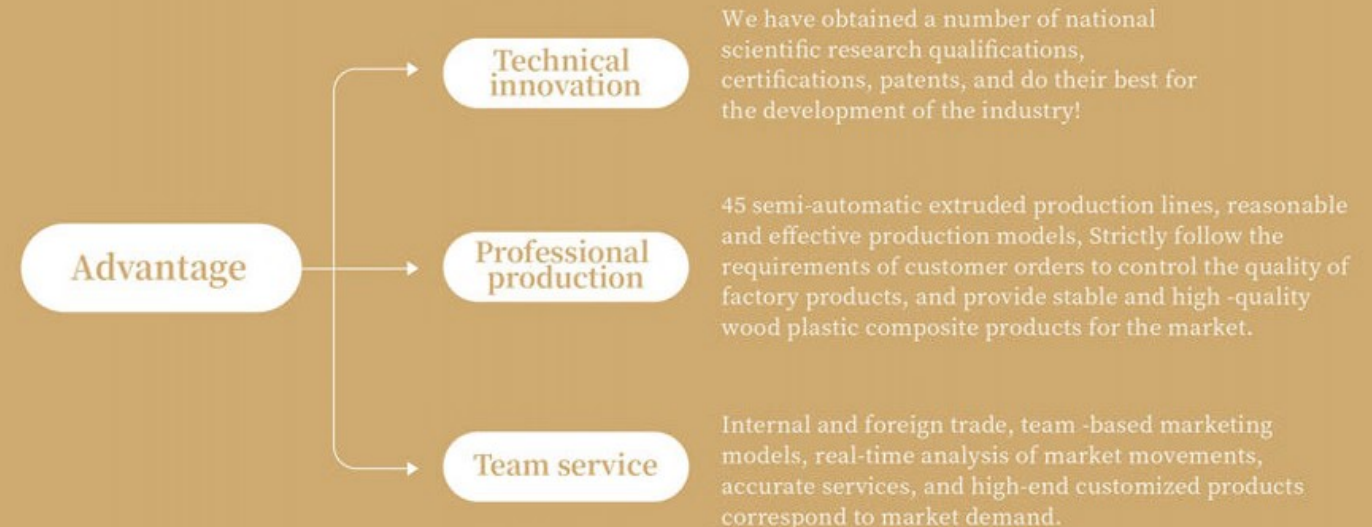 Advantage
Technical
innovation
We have obtained a number of national
scientific research qualifications,
certifications, patents, and do their best for
the development of the industry!
Professional
production
45 semi-automatic extruded production lines, reasonable
and effective production models, Strictly follow the
requirements of customer orders to control the quality of
factory products, and provide stable and high -quality
wood plastic composite products for the market.
Team service
Internal and foreign trade, team -based marketing
models, real-time analysis of market movements,
accurate services, and high-end customized products
correspond to market demand.